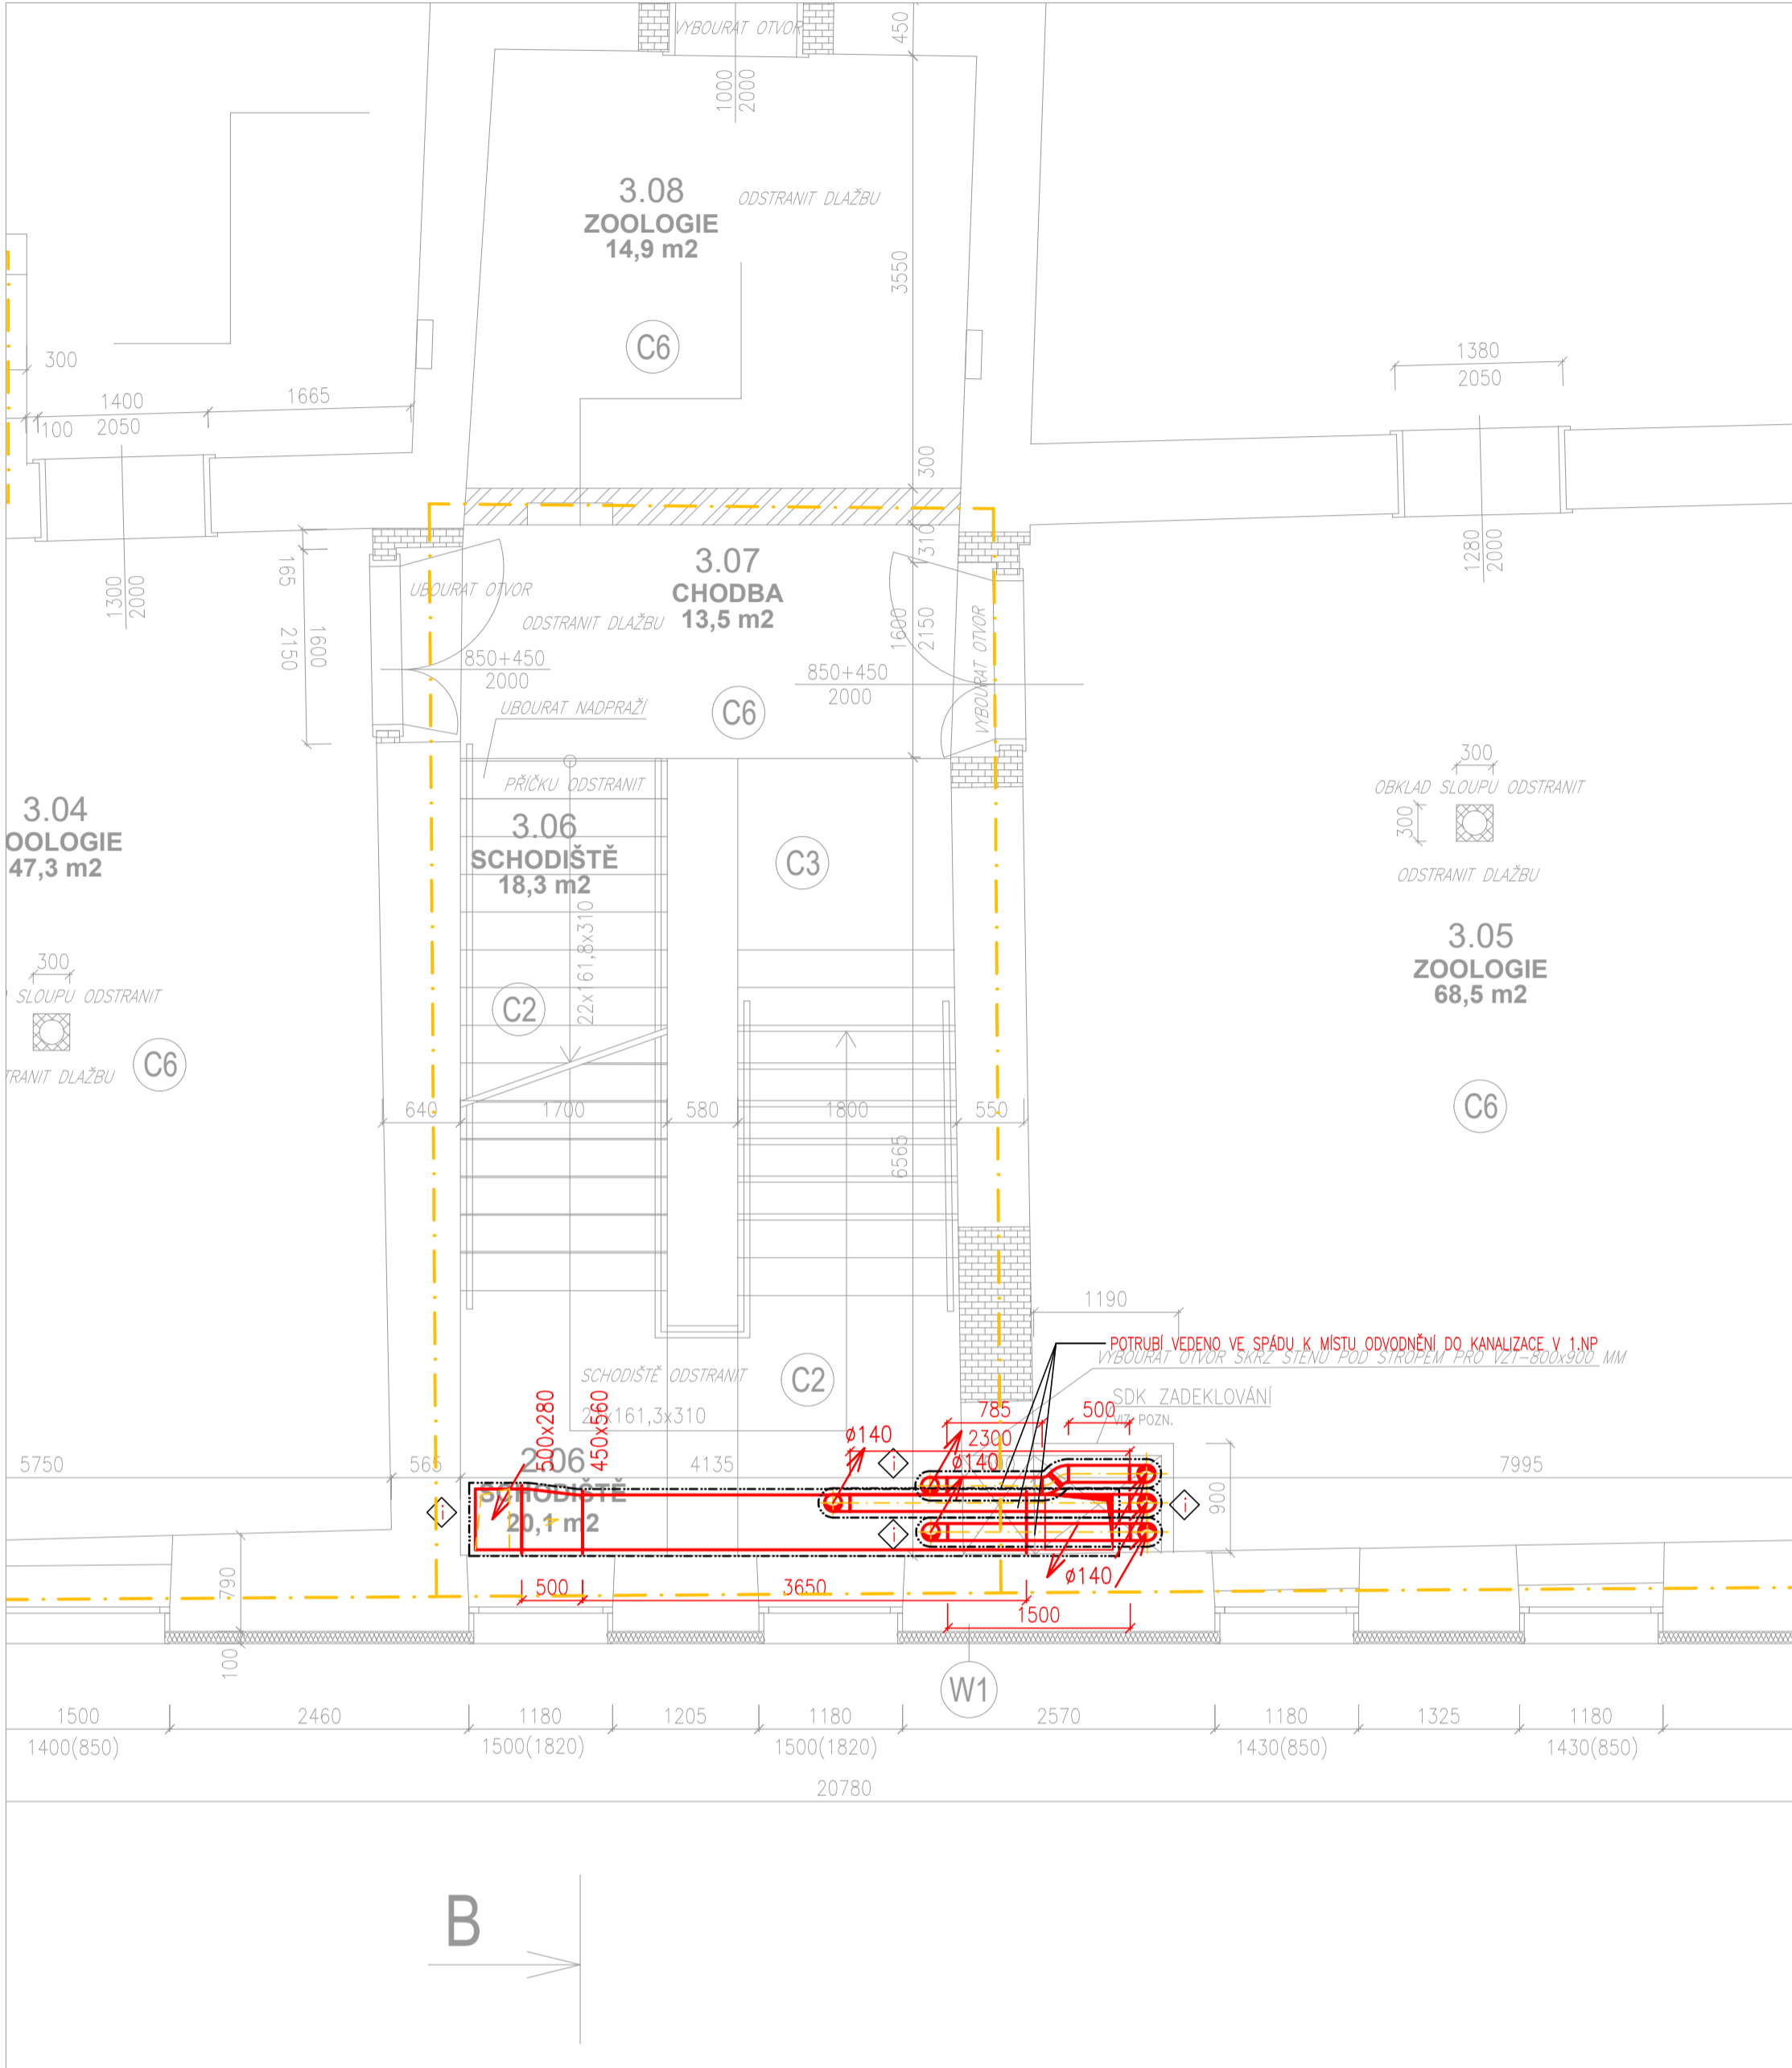 VYBOURAT OTVOR
450
1000
2000
3.08
ZOOLOGIE
14,9 m2
ODSTRANIT DLAŽBU
3550
C6
300
1400
1665
100
2050
1380
2050
300
1300
2000
1280
2000
165
2150
1600
UBOURAT OTVOR
3.07
CHODBA
13,5 m2
ODSTRANIT DLAŽBU
310
1600
2150
VYBOURAT OTVOR
850+450
2000
850+450
2000
UBOURAT NADPRAŽÍ
C6
PŘÍČKU ODSTRANIT
3.04
OOLOGIE
47,3 m2
3.06
SCHODIŠTĚ
18,3 m2
C3
300
OBKLAD SLOUPU ODSTRANIT
300
ODSTRANIT DLAŽBU
3.05
ZOOLOGIE
68,5 m2
22x161,8x310
C2
300
SLOUPU ODSTRANIT
C6
TRANIT DLAŽBU
C6
640
1700
580
1800
550
6565
1190
POTRUBÍ VEDENO VE SPÁDU K MÍSTU ODVODNĚNÍ DO KANALIZACE V 1.NP
VYBOURAT OTVOR SKRZ STĚNU POD STROPEM PRO VZT-800x900 MM
SCHODIŠTĚ ODSTRANIT
C2
SDK ZADEKLOVÁNÍ
VIZ POZN.
500x280
450x560
x161,3x310
785
500
ø140
2300
ø140
5750
565
2.06
SCHODIŠTĚ
20,1 m2
4135
7995
900
i
i
i
i
ø140
790
500
3650
1500
100
W1
1500
2460
1180
1205
1180
2570
1180
1325
1180
1400(850)
1500(1820)
1500(1820)
1430(850)
1430(850)
20780
B